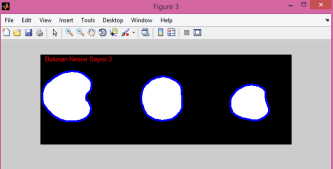 Figure 3
File Edit View Insert Tools Desktop Window Help
Bulunan Nesne Sayısı 3